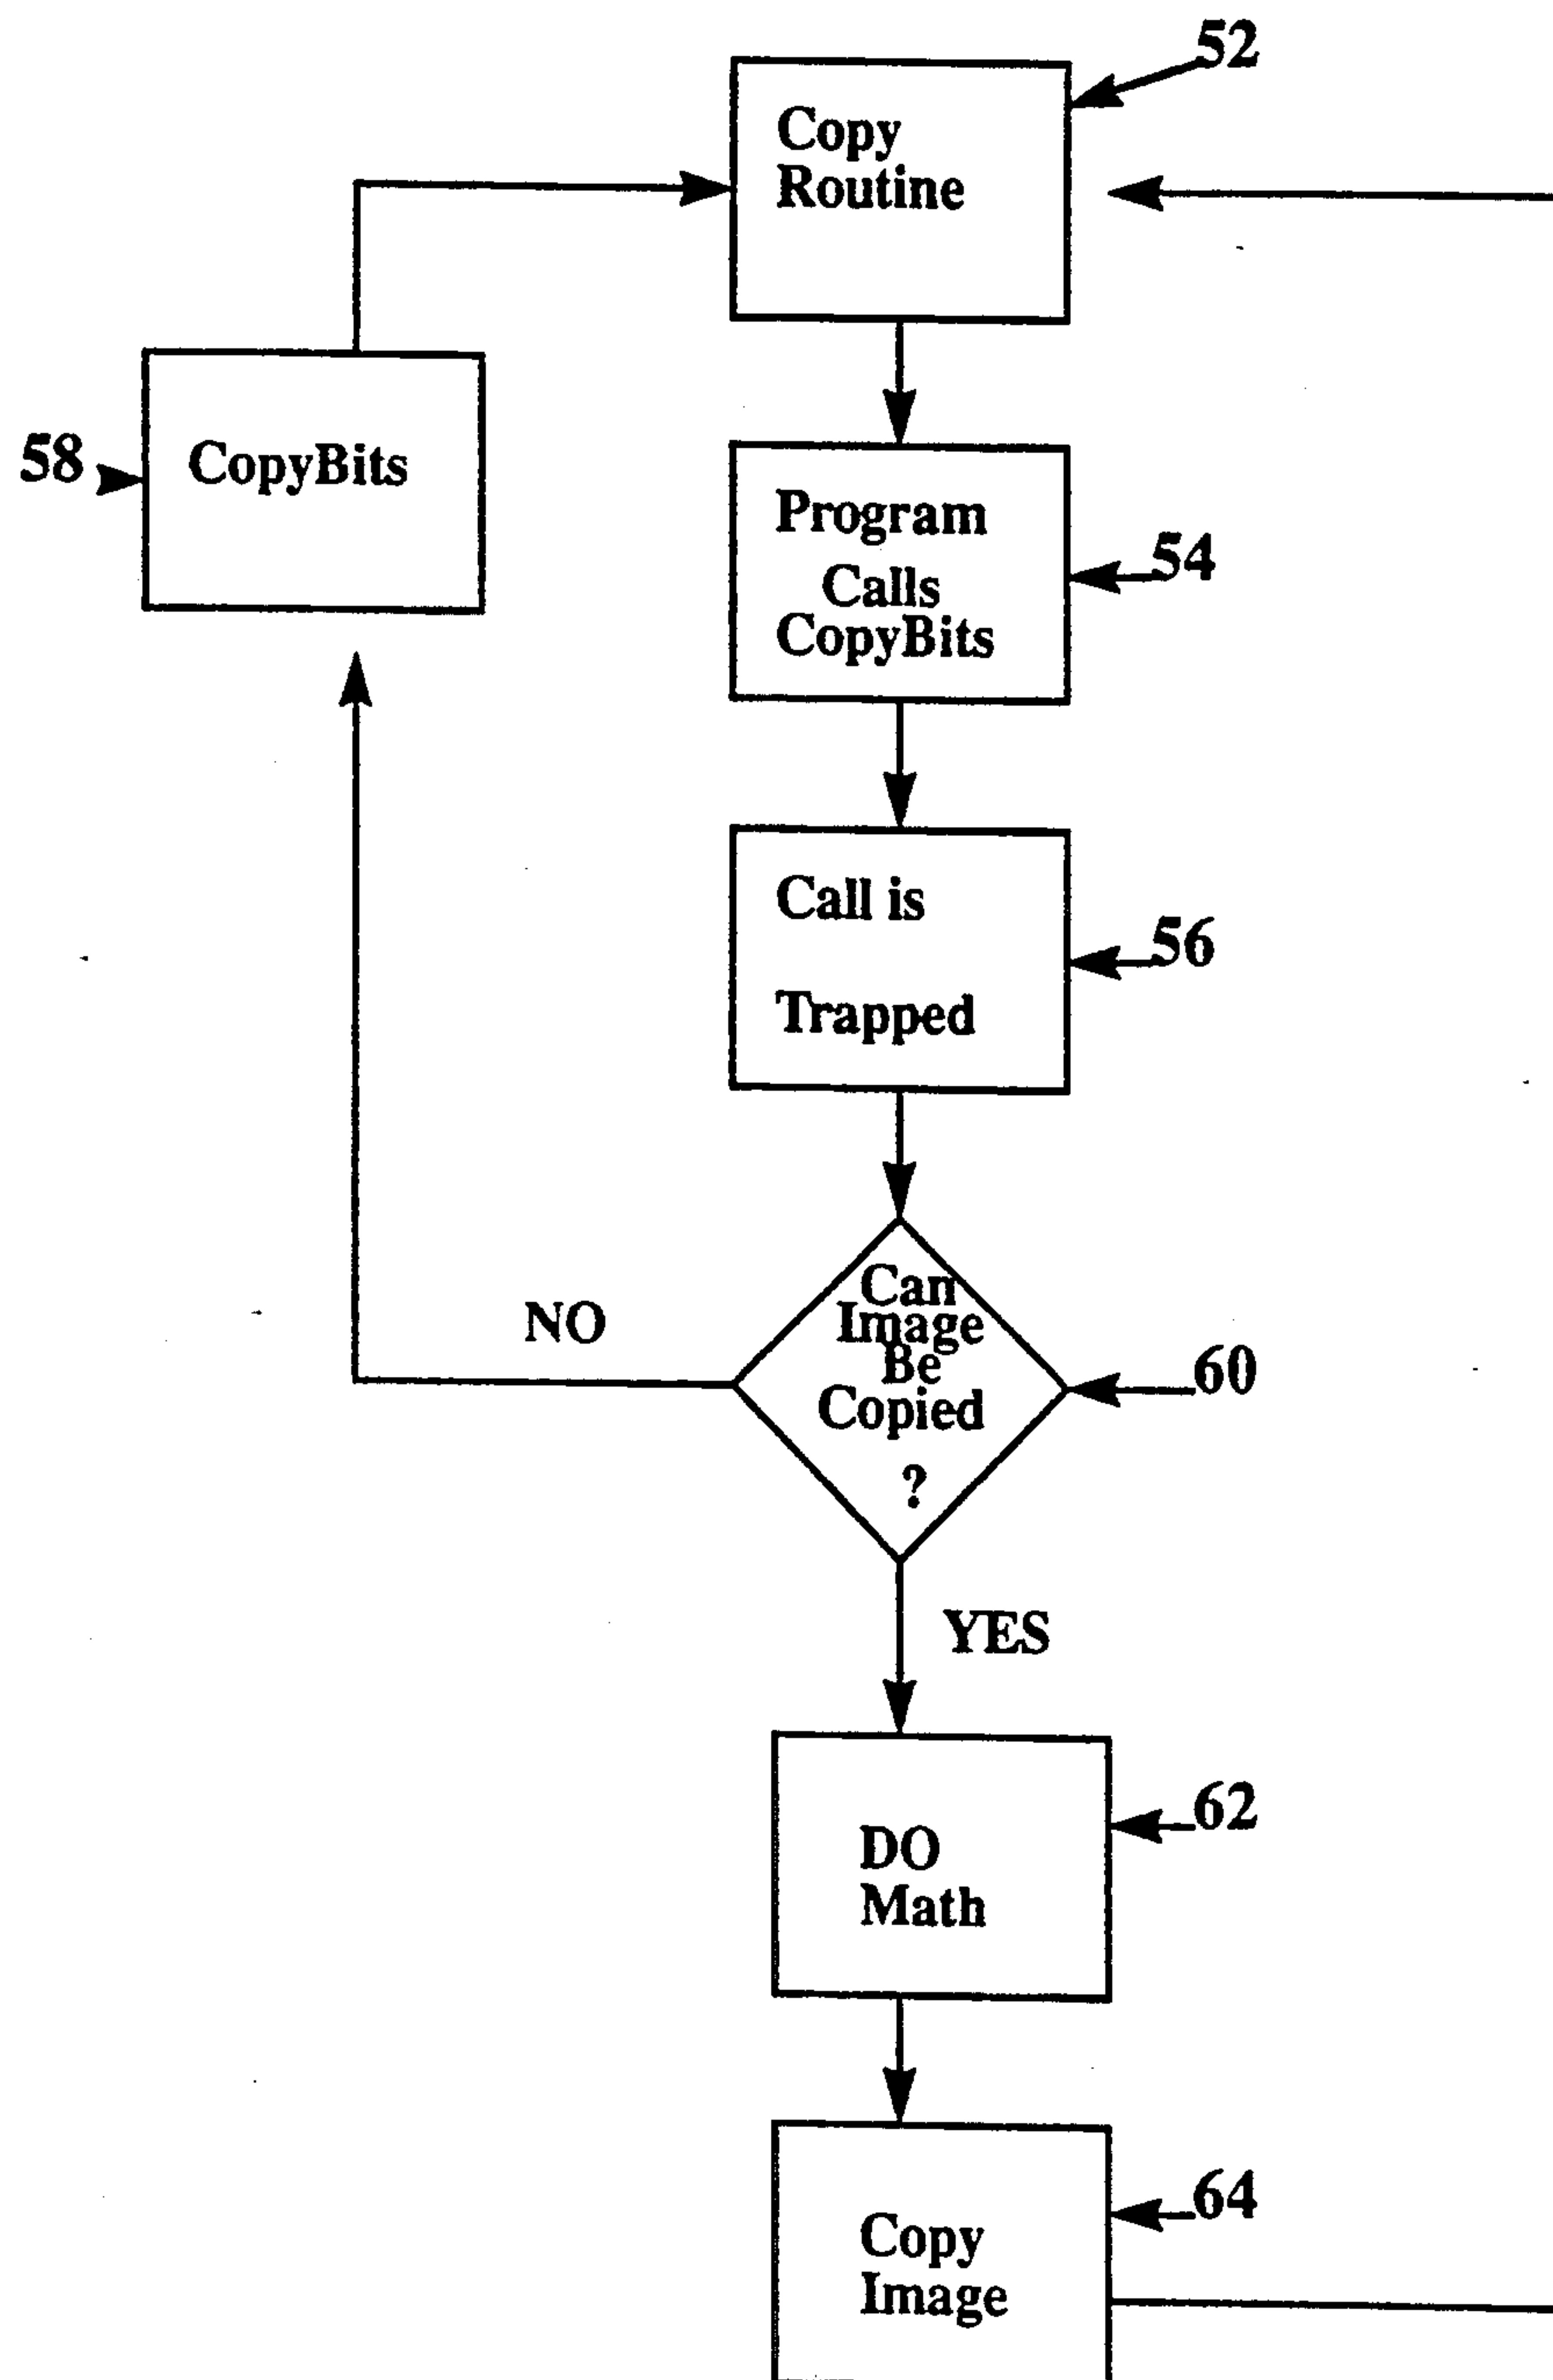 52
Copy
Routine
58
CopyBits
Program
Calls
CopyBits
54
Call is
Trapped
56
Can
Image
Be
Copied
?
60
NO
YES
DO
Math
62
Copy
Image
64